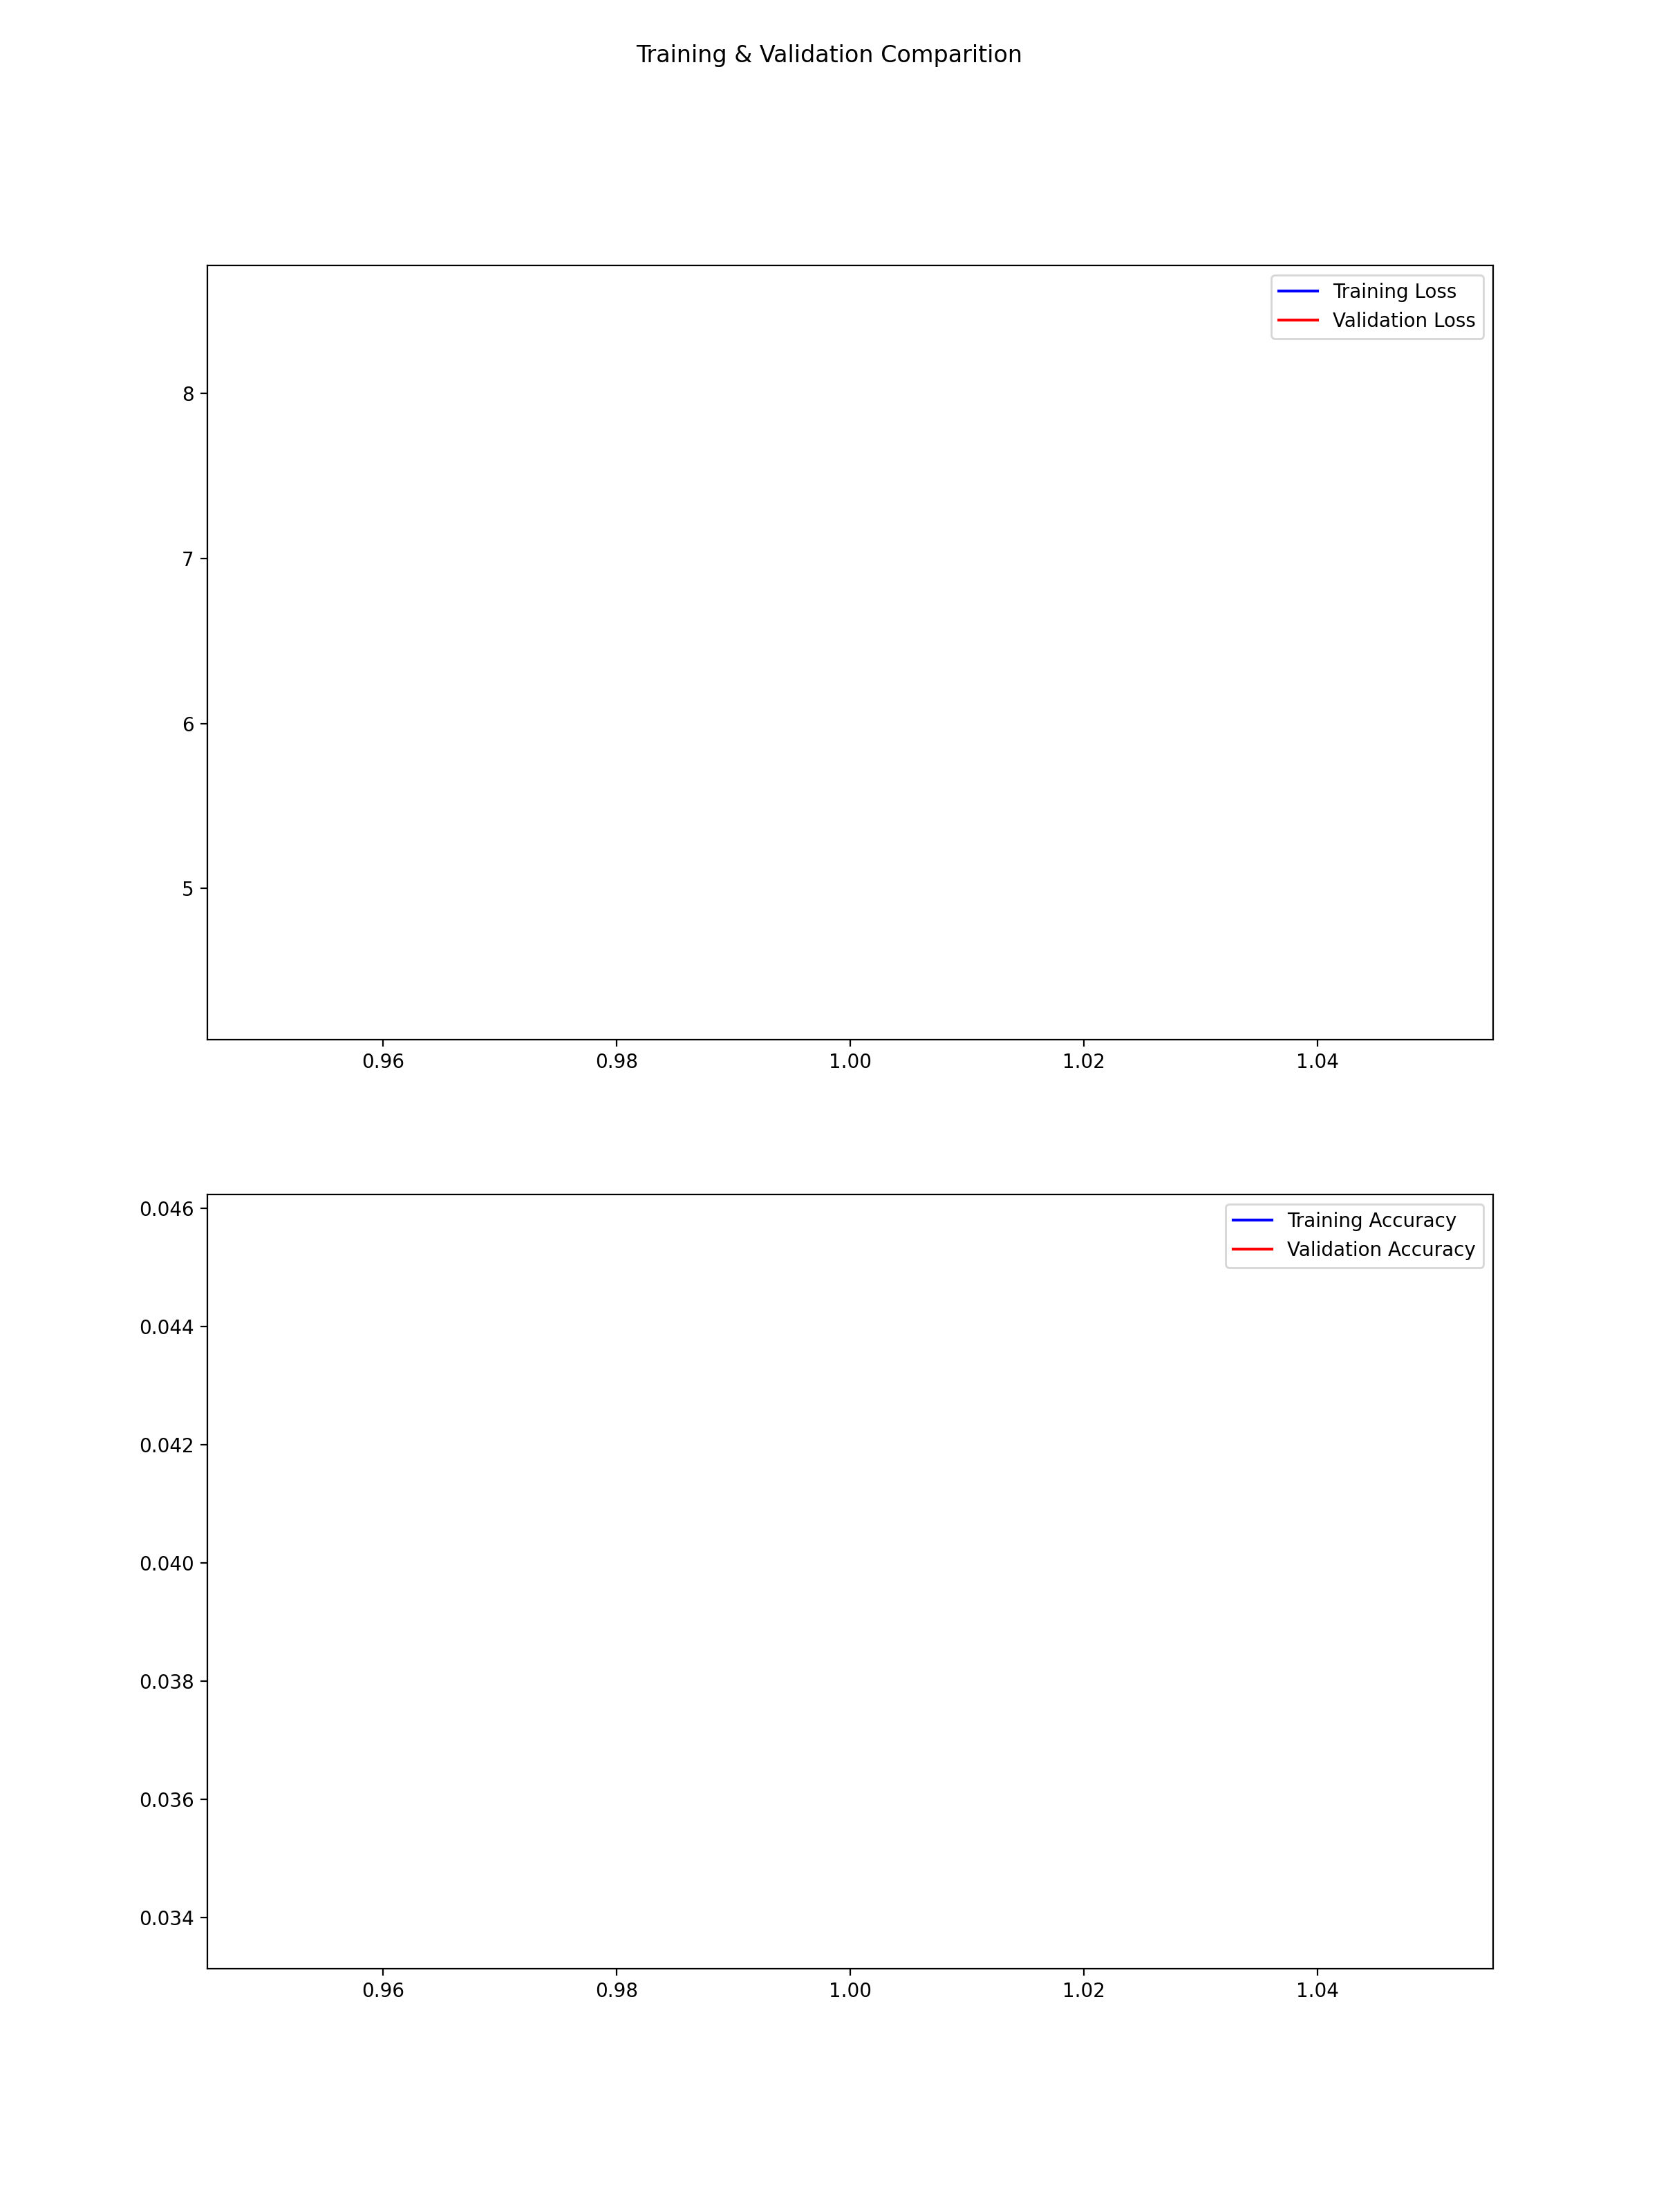 Training & Validation Comparition
Training Loss
Validation Loss
8
7
6
5
0.96 0.98 1.00 1.02 1.04
0.046
Training Accuracy
Validation Accuracy
0.044
0.042
0.040
0.038
0.036
0.034
0.96 0.98 1.00 1.02 1.04